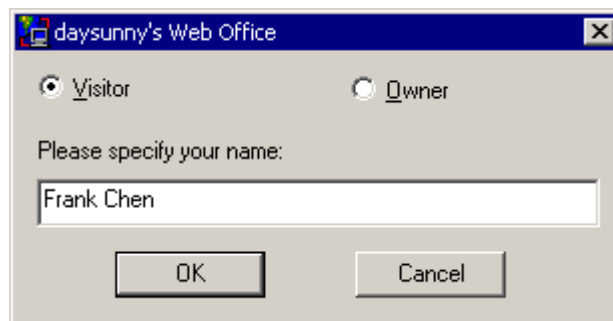 daysunny's Web Office
Visitor Owner
Please specify your name:
Frank Chen
OK Cancel